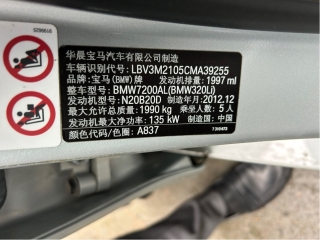 华晨宝马汽车有限公司制造
车辆识别代号:LBV3M2105CMA39255
品牌:宝马(BMW)牌 发动机排量:1997 ml
整车型号:BMW7200AL(BMW320Li)
发动机型号:N20B20D 制造年月:2012.12
最大允许总质量:1990 kg 乘坐人数:5人
发动机最大净功率:135 kW 制造国:中国
颜色代号/色号:AB37